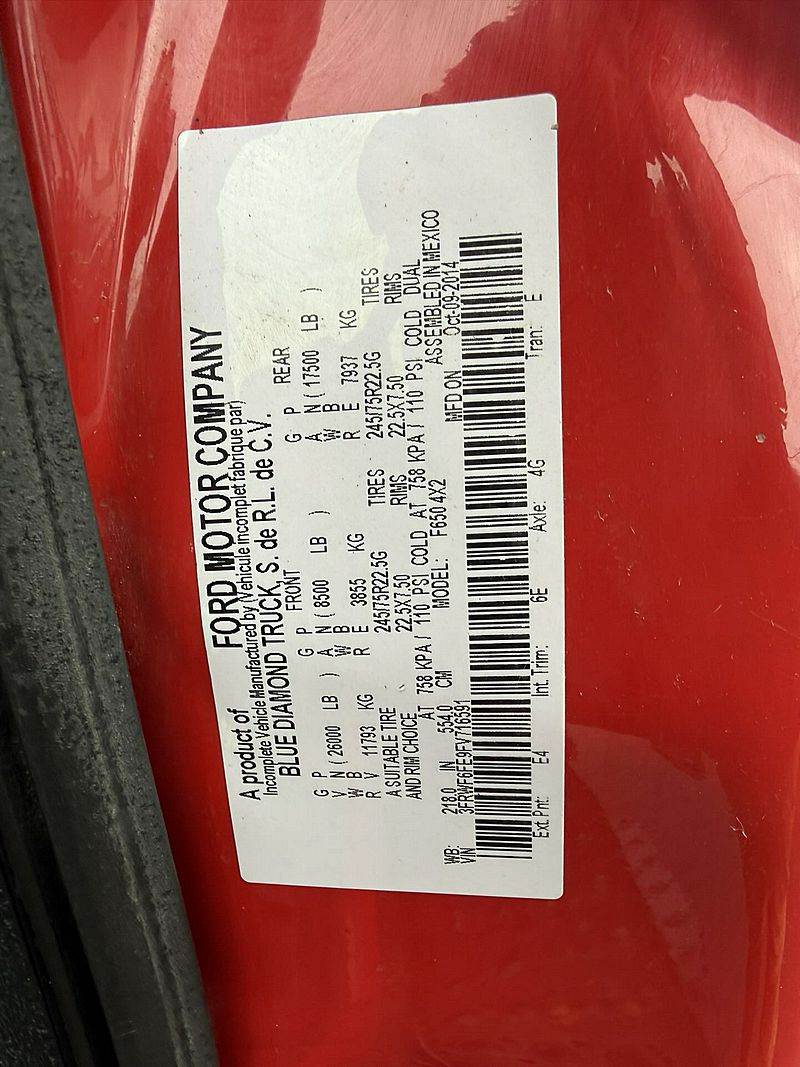 A product of FORD MOTOR COMPANY
Incomplete Vehicle Manufactured by (Vehicule incomplet fabrique par)
BLUE DIAMOND TRUCK, S. de R.L. de C.V.
FRONT REAR
G P G P
V N ( 26000 LB ) A N ( 8500 LB ) A N ( 17500 LB )
W B W B W B
R V 11793 KG R E 3855 KG R E 7937 KG
A SUITABLE TIRE 245/75R22.5G TIRES 245/75R22.5G TIRES
AND RIM CHOICE 22.5X7.50 RIMS 22.5X7.50 RIMS
AT 758 KPA / 110 PSI COLD AT 758 KPA / 110 PSI COLD DUAL
CM MODEL: F650 4X2 ASSEMBLED IN MEXICO
WB: 218.0 IN 554.0 MFD ON Oct-09-2014
VIN 3FRWF6FE9FV716591
Ext. Pnt: E4 Int. Trim: 6E Axle: 4G Tran: E